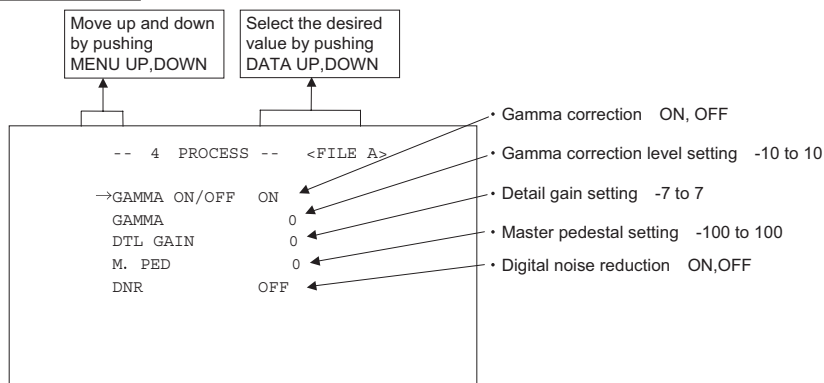 Move up and down
by pushing
MENU UP,DOWN
Select the desired
value by pushing
DATA UP,DOWN
-- 4 PROCESS -- <FILE A>
→GAMMA ON/OFF ON
GAMMA 0
DTL GAIN 0
M. PED 0
DNR OFF
・Gamma correction ON, OFF
・Gamma correction level setting -10 to 10
・Detail gain setting -7 to 7
・Master pedestal setting -100 to 100
・Digital noise reduction ON,OFF